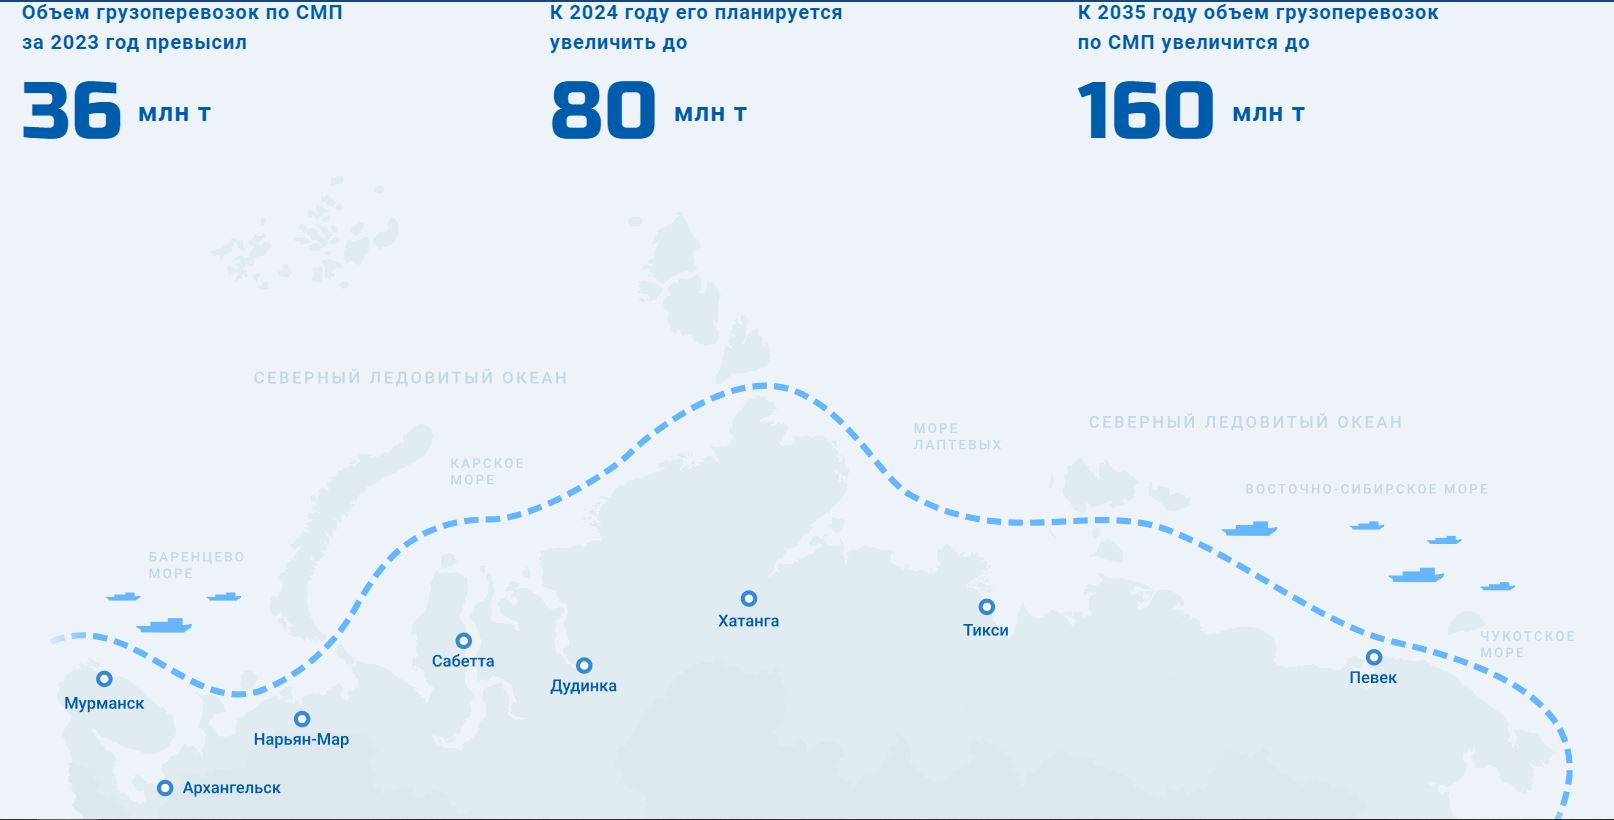 Объем грузоперевозок по СМП
за 2023 год превысил
36 млн т
К 2024 году его планируется
увеличить до
80 млн т
К 2035 году объем грузоперевозок
по СМП увеличится до
160 млн т
СЕВЕРНЫЙ ЛЕДОВИТЫЙ ОКЕАН
СЕВЕРНЫЙ ЛЕДОВИТЫЙ ОКЕАН
МОРЕ
ЛАПТЕВЫХ
КАРСКОЕ
МОРЕ
ВОСТОЧНО-СИБИРСКОЕ МОРЕ
БАРЕНЦЕВО
МОРЕ
Хатанга
Тикси
ЧУКОТСКОЕ
МОРЕ
Сабетта
Певек
Дудинка
Мурманск
Нарьян-Мар
Архангельск